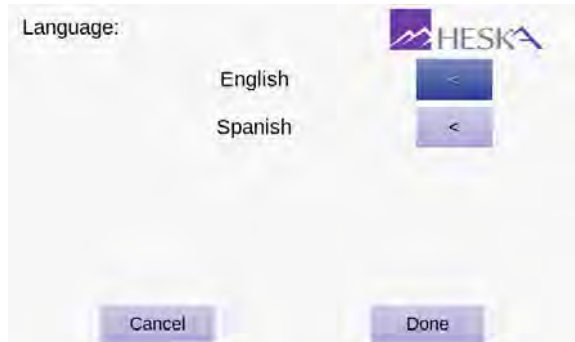 Language:
HESKA
English <
Spanish <
Cancel
Done